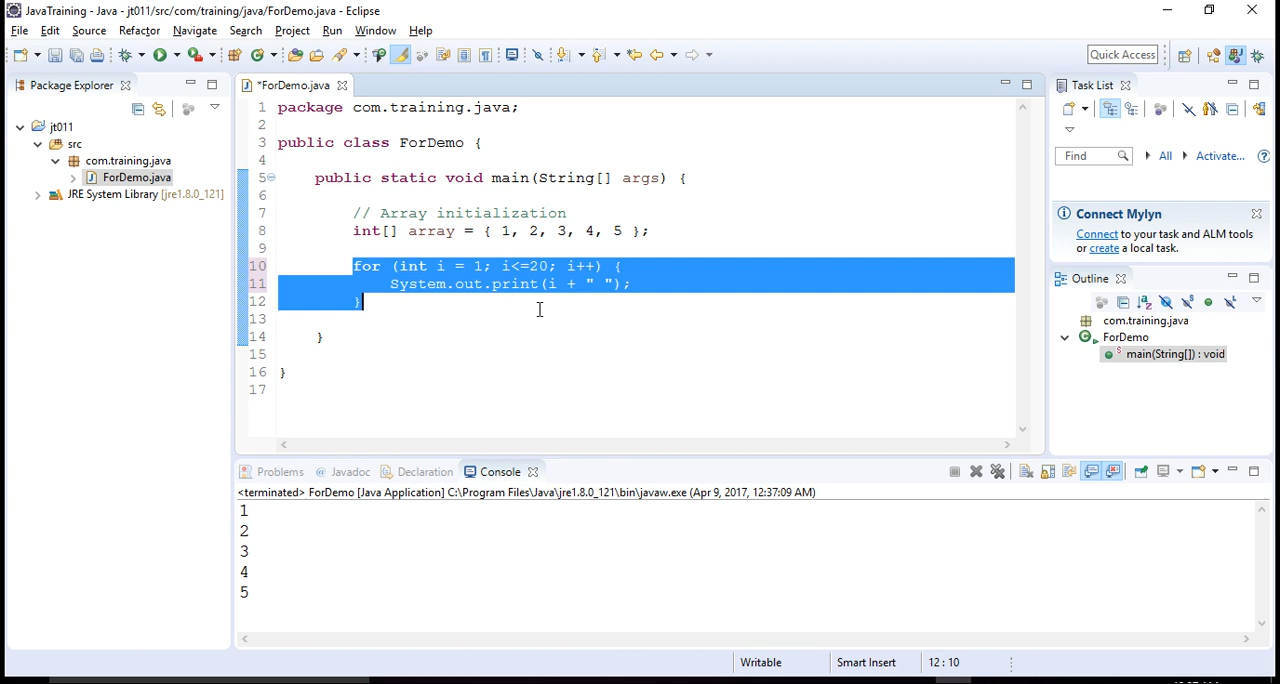 JavaTraining - Java - jt011/src/com/training/java/ForDemo.java - Eclipse
File Edit Source Refactor Navigate Search Project Run Window Help
Quick Access
Package Explorer
jt011
src
com.training.java
ForDemo.java
JRE System Library [jre1.8.0_121]
*ForDemo.java
1 package com.training.java;
2
3 public class ForDemo {
4
5 public static void main(String[] args) {
6
7 // Array initialization
8 int[] array = { 1, 2, 3, 4, 5 };
9
10 for (int i = 1; i<=20; i++) {
11 System.out.print(i + " ");
12 }
13
14 }
15
16 }
17
Task List
Find All Activate...
Connect Mylyn
Connect to your task and ALM tools
or create a local task.
Outline
com.training.java
ForDemo
main(String[]) : void
Problems @ Javadoc Declaration Console
<terminated> ForDemo [Java Application] C:\Program Files\Java\jre1.8.0_121\bin\javaw.exe (Apr 9, 2017, 12:37:09 AM)
1
2
3
4
5
Writable Smart Insert 12 : 10